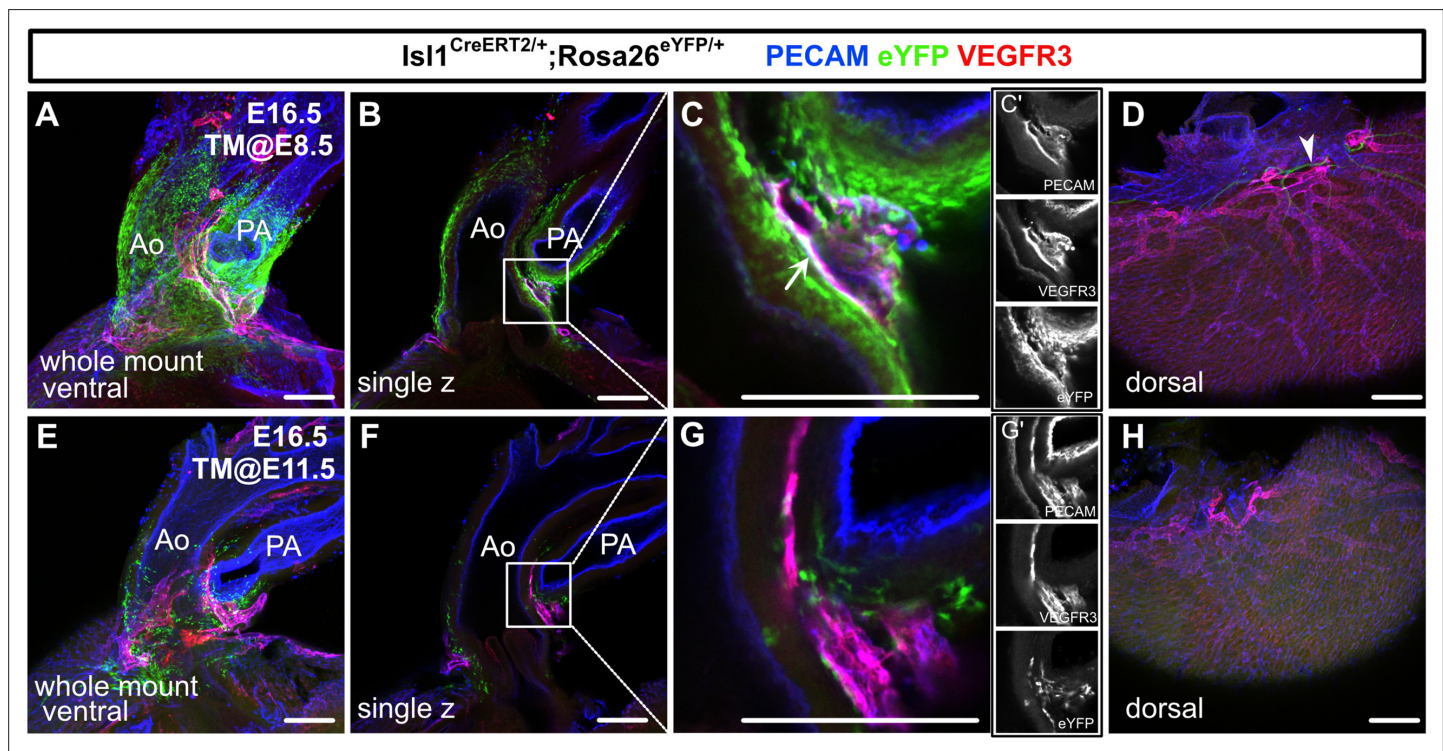 Isl1CreERT2/+;Rosa26eYFP/+ PECAM eYFP VEGFR3
A
E16.5
TM@E8.5
Ao
PA
whole mount
ventral
B
Ao
PA
single z
C
C'
PECAM
VEGFR3
eYFP
D
dorsal
E
E16.5
TM@E11.5
Ao
PA
whole mount
ventral
F
Ao
PA
single z
G
G'
PECAM
VEGFR3
eYFP
H
dorsal